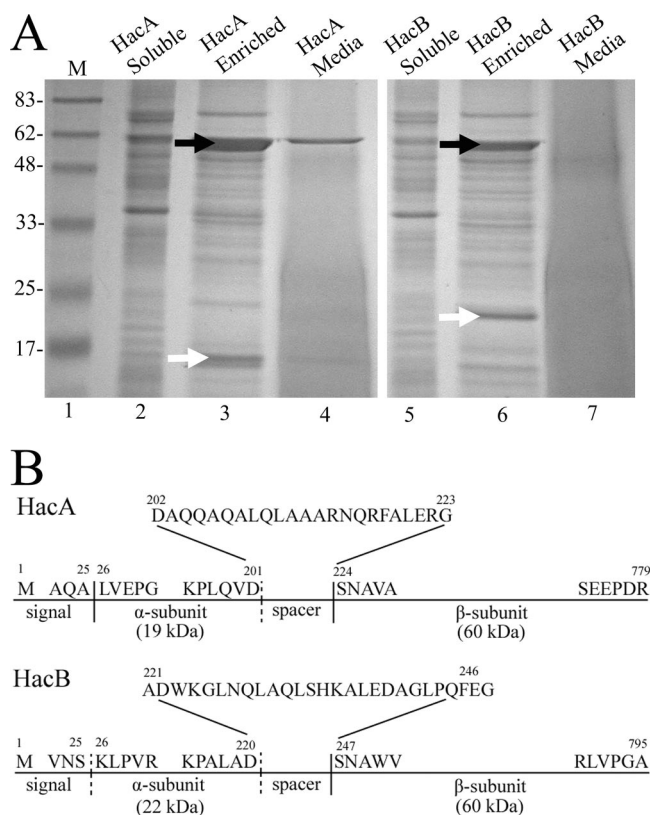 A
HacA Soluble
HacA Enriched
HacA Media
HacB Soluble
HacB Enriched
HacB Media
M
83-
62-
48-
33-
25-
17-
1 2 3 4 5 6 7
B
HacA
202 223
DAQQAQALQLAAARNQRFALERG
1 25 26 201 224 779
M AQA LVEPG KPLQVD SNAVA SEEPDR
signal α-subunit spacer β-subunit
(19 kDa) (60 kDa)
HacB
221 246
ADWKGLNQLAQLSHKALEDAGLPQFEG
1 25 26 220 247 795
M VNS KLPVR KPALAD SNAWV RLVPGA
signal α-subunit spacer β-subunit
(22 kDa) (60 kDa)